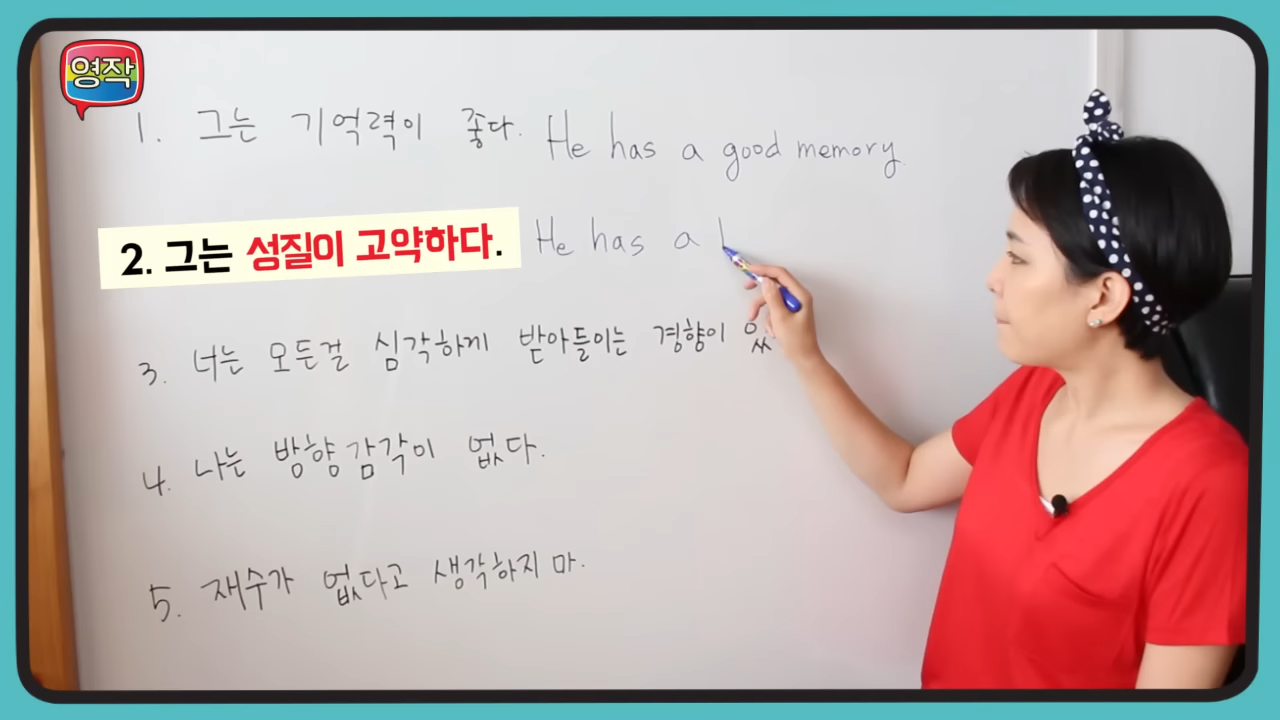 영작
1. 그는 기억력이 좋다. He has a good memory.
2. 그는 성질이 고약하다. He has a
3. 너는 모든걸 심각하게 받아들이는 경향이 있
4. 나는 방향감각이 없다.
5. 재수가 없다고 생각하지 마.